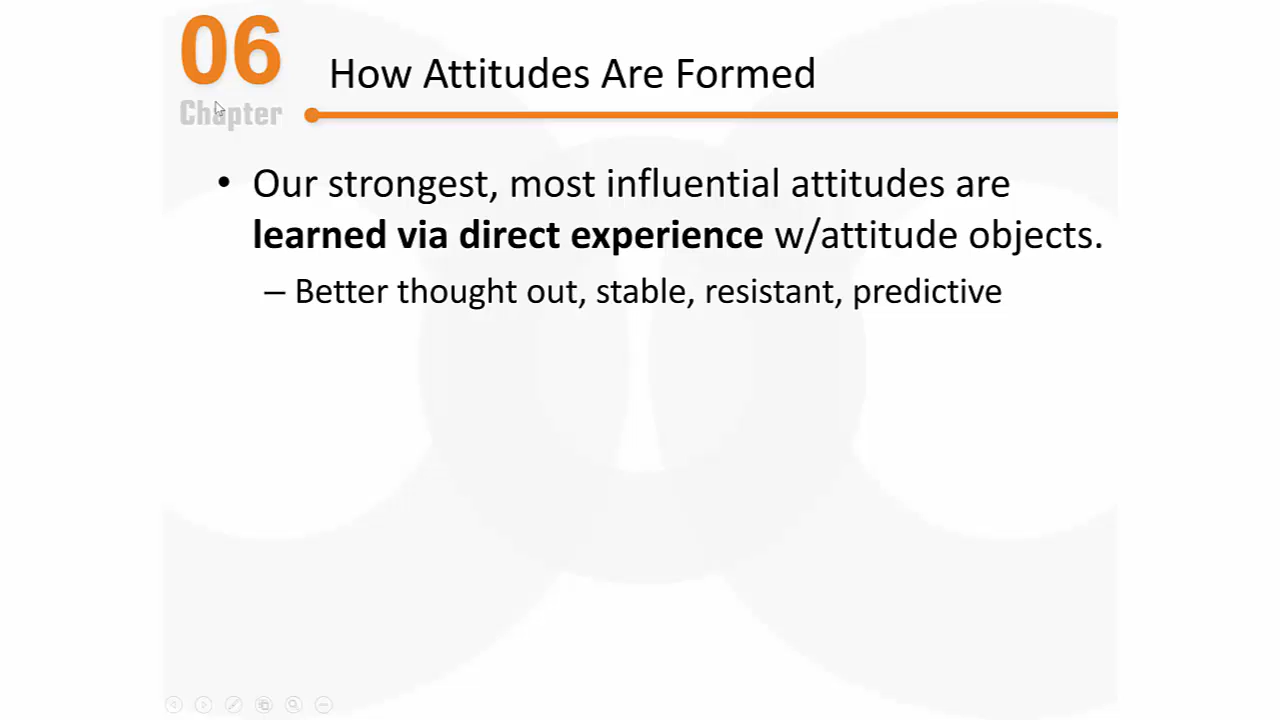 06
Chapter
How Attitudes Are Formed
• Our strongest, most influential attitudes are
learned via direct experience w/attitude objects.
– Better thought out, stable, resistant, predictive